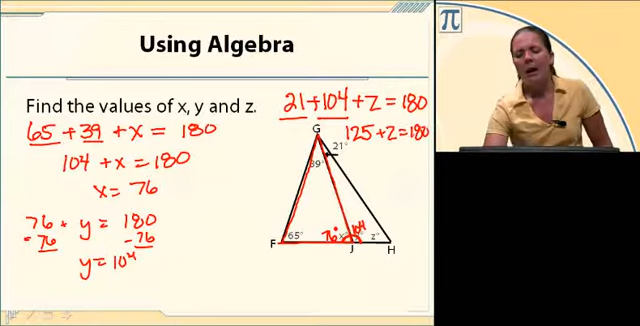 Using Algebra
π
Find the values of x, y and z.
21 + 104 + z = 180
125 + z = 180
65 + 39 + x = 180
104 + x = 180
x = 76
76 + y = 180
- 76 - 76
y = 104
G
21°
39°
F
65°
76°
x°
104
J
z°
H